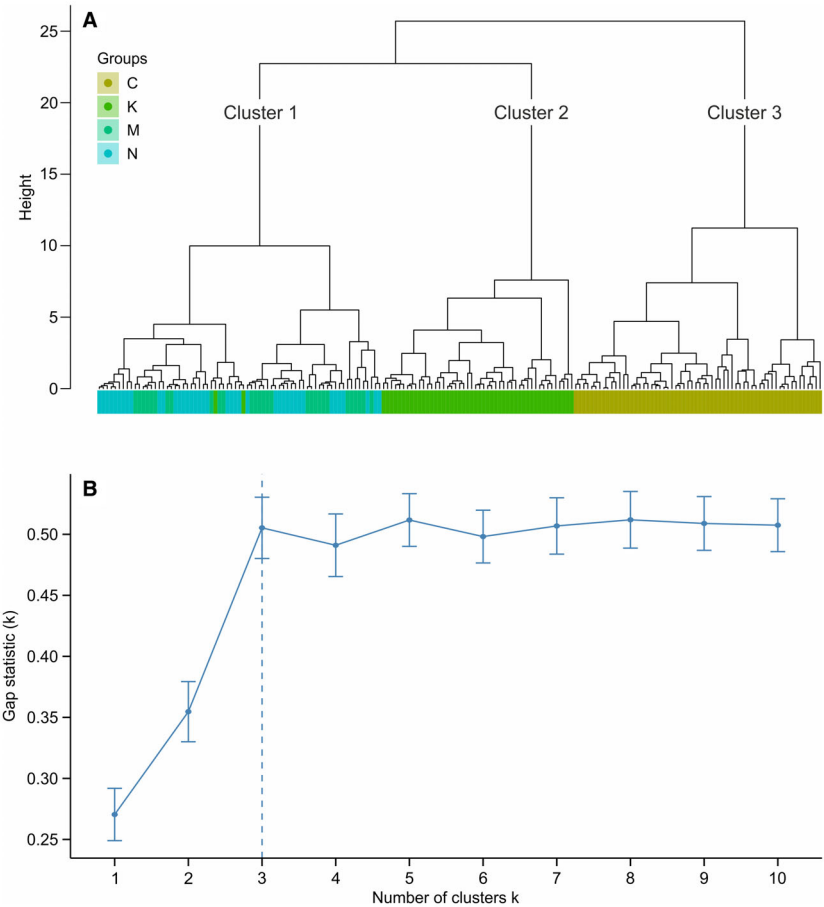 A
Groups
C
K
M
N
Cluster 1 Cluster 2 Cluster 3
Height
25
20
15
10
5
0
B
Gap statistic (k)
0.50
0.45
0.40
0.35
0.30
0.25
1 2 3 4 5 6 7 8 9 10
Number of clusters k